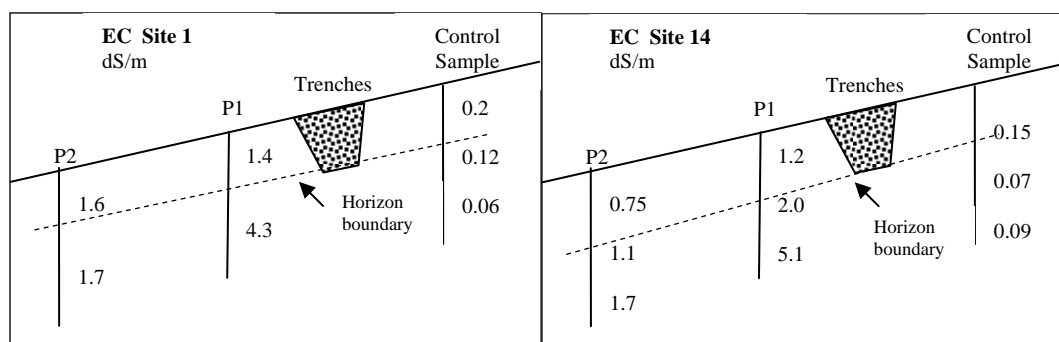 EC Site 1
dS/m
Control
Sample
Trenches
P1
P2
0.2
0.12
0.06
1.4
4.3
1.6
1.7
Horizon
boundary
EC Site 14
dS/m
Control
Sample
Trenches
P1
P2
0.15
0.07
0.09
1.2
2.0
5.1
0.75
1.1
1.7
Horizon
boundary